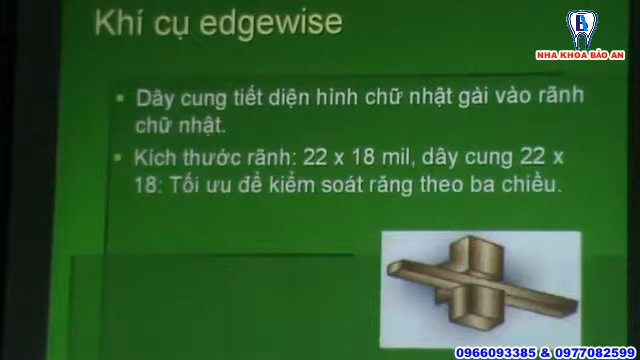 Khí cụ edgewise
NHA KHOA BẢO AN
Dây cung tiết diện hình chữ nhật gài vào rãnh
chữ nhật.
Kích thước rãnh: 22 x 18 mil, dây cung 22 x
18: Tối ưu để kiểm soát răng theo ba chiều.
0966093385 & 0977082599